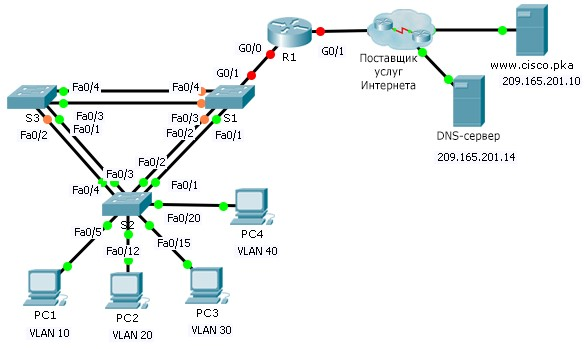 G0/0
R1
G0/1
Поставщик
услуг
Интернета
www.cisco.pka
209.165.201.10
DNS-сервер
209.165.201.14
G0/1
Fa0/4
Fa0/4
S3
Fa0/3
Fa0/3
S1
Fa0/2
Fa0/1
Fa0/2
Fa0/1
Fa0/4
Fa0/3
Fa0/2
Fa0/1
S2
Fa0/20
PC4
VLAN 40
Fa0/5
Fa0/12
Fa0/15
PC1
VLAN 10
PC2
VLAN 20
PC3
VLAN 30